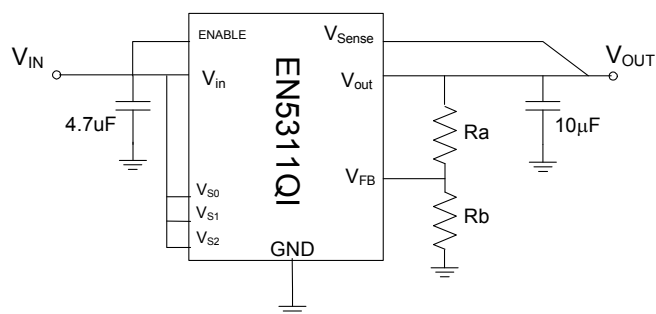 ENABLE
V_Sense
V_IN
V_in
V_out
V_OUT
EN5311QI
4.7uF
Ra
10μF
V_FB
V_S0
V_S1
V_S2
Rb
GND